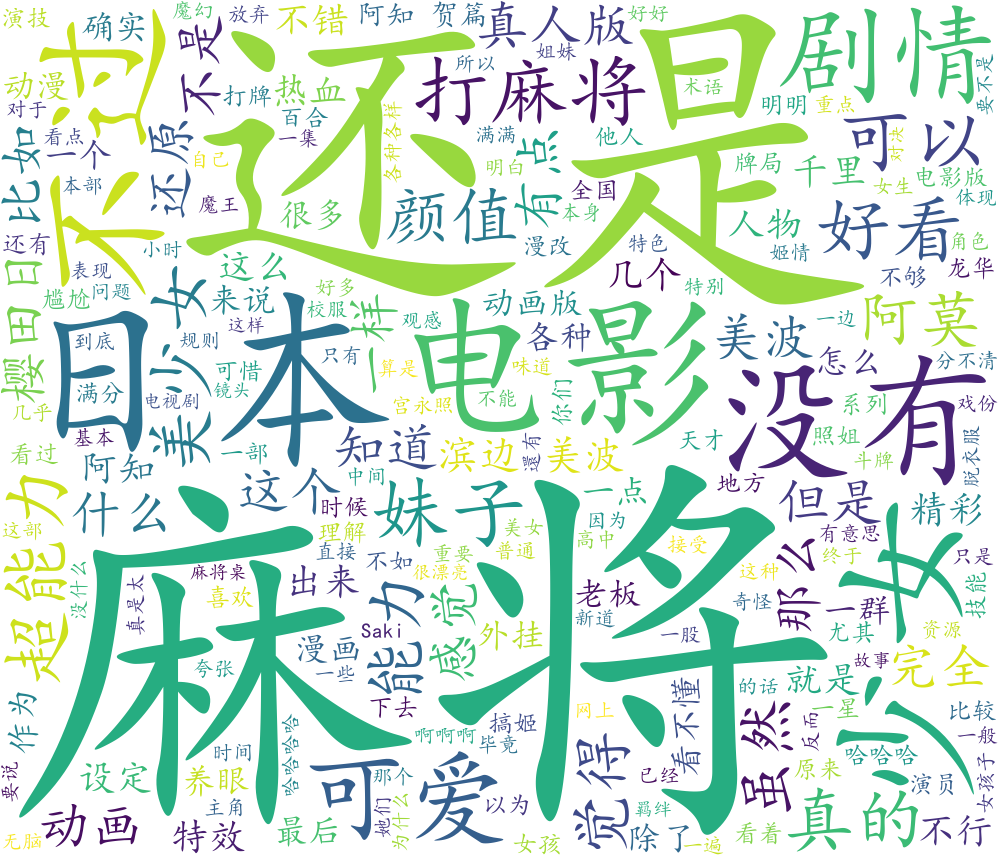 演技
魔幻
放弃
不错
阿知
贺篇
真人版
好好
剧情
确实
不过
不是
还是
姐妹
所以
打麻将
术语
要不是
动漫
对于
打牌
热血
明明
重点
看点
一个
还原
百合
一集
各种各样
满满
他人
可以
对决
比如
自己
明白
有点
牌局
千里
女生
电影版
体现
本部
魔王
很多
颜值
全国
本身
人物
好看
还有
小时
漫改
特色
姬情
角色
龙华
不够
尴尬
表现
问题
美少女
这么
来说
好多
校服
一样
动画版
几个
特别
阿莫
樱田日
日本
到底
规则
这样
只有
观感
电影
各种
美波
一边
怎么
没有
分不清
满分
可惜
镜头
算是
味道
你们
系列
戏份
几乎
电视剧
宫永照
不能
基本
一部
知道
滨边
美波
還有
天才
照姐
斗牌
脱衣服
看过
阿知
中间
超能力
什么
这个
时候
妹子
一点
地方
但是
精彩
这部
没什么
麻将
理解
直接
不如
重要
美女
普通
因为
高中
接受
有意思
终于
只是
真是太
麻将桌
喜欢
出来
很漂亮
老板
这种
那么
少女
技能
能力
感觉
Saki
漫画
一些
外挂
新道
一股
奇怪
一群
尤其
资源
夸张
下去
搞姬
网上
看不懂
的话
就是
故事
完全
作为
时间
哈哈哈哈
啊啊啊
毕竟
觉得
虽然
反而
一星
比较
一般
要说
设定
养眼
可爱
那个
以为
已经
原来
哈哈哈
演员
女孩子
无脑
动画
主角
特效
最后
她们
为什么
女孩
羁绊
除了
一遍
看着
真的
不行